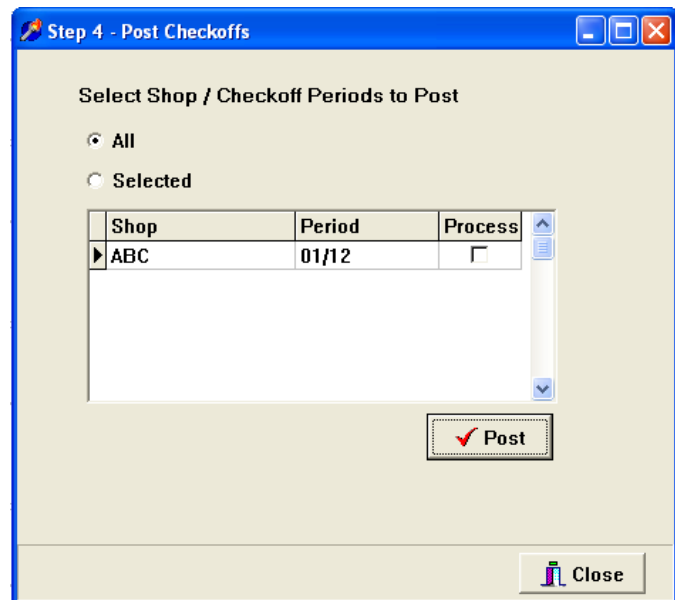 Step 4 - Post Checkoffs
Select Shop / Checkoff Periods to Post
All
Selected
Shop Period Process
ABC 01/12
Post
Close